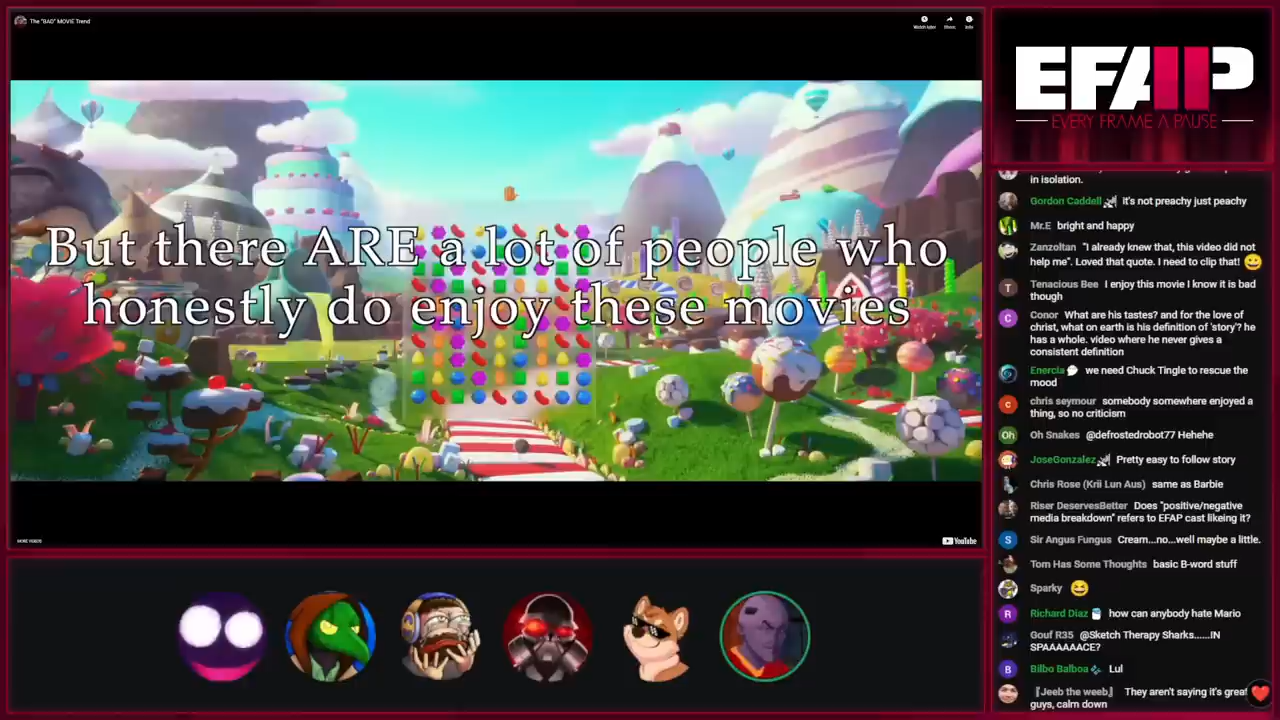 The "BAD" MOVIE Trend
Watch later
Share
Info
But there ARE a lot of people who
honestly do enjoy these movies
MORE VIDEOS
YouTube
EFAP
EVERY FRAME A PAUSE
in isolation.
Gordon Caddell it's not preachy just peachy
Mr.E bright and happy
Zanzoltan "I already knew that, this video did not
help me". Loved that quote. I need to clip that! 😀
Tenacious Bee I enjoy this movie I know it is bad
though
Conor What are his tastes? and for the love of
christ, what on earth is his definition of 'story'? he
has a whole. video where he never gives a
consistent definition
Enercia we need Chuck Tingle to rescue the
mood
chris seymour somebody somewhere enjoyed a
thing, so no criticism
Oh Snakes @defrostedrobot77 Hehehe
JoseGonzalez Pretty easy to follow story
Chris Rose (Krii Lun Aus) same as Barbie
Riser DeservesBetter Does "positive/negative
media breakdown" refers to EFAP cast likeing it?
Sir Angus Fungus Cream...no...well maybe a little.
Tom Has Some Thoughts basic B-word stuff
Sparky 😆
Richard Diaz how can anybody hate Mario
Gouf R35 @Sketch Therapy Sharks......IN
SPAAAAAACE?
Bilbo Balboa Lul
『Jeeb the weeb』 They aren't saying it's great
guys, calm down